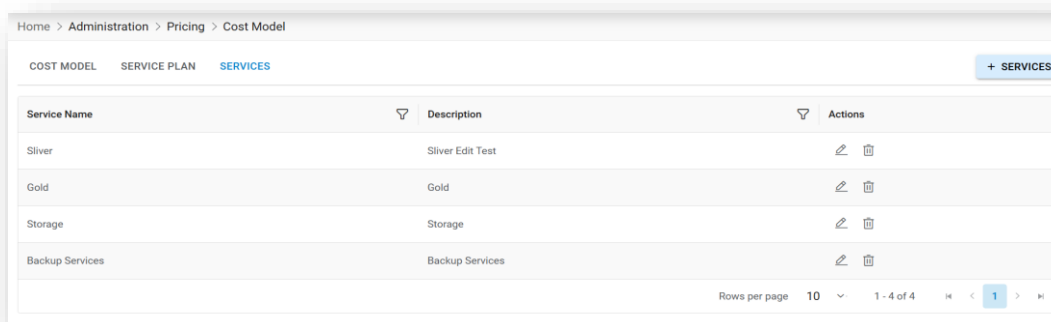 Home > Administration > Pricing > Cost Model
COST MODEL SERVICE PLAN SERVICES + SERVICES
Service Name Description Actions
Sliver Sliver Edit Test
Gold Gold
Storage Storage
Backup Services Backup Services
Rows per page 10 1 - 4 of 4 1